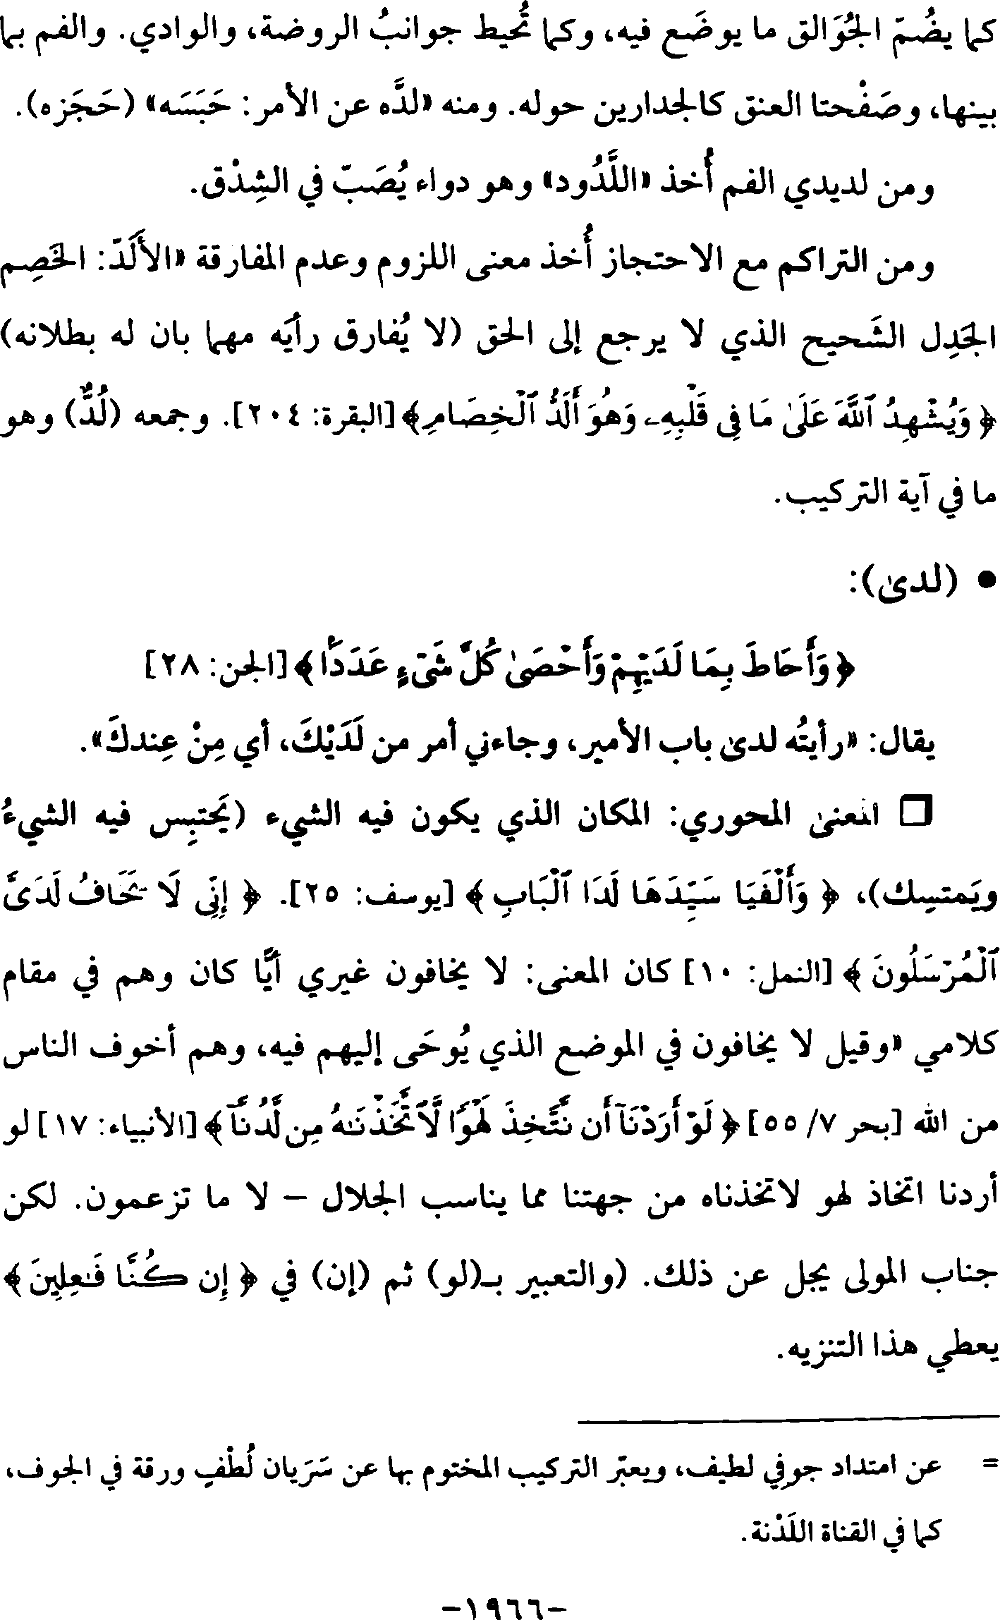 كما يضُمّ الجُوَالق ما يوضَع فيه، وكما تُحيط جوانبُ الروضة، والوادي. والفم بما
بينها، وصَفْحتا العنق كالجدارين حوله. ومنه «لدَّه عن الأمر: حَبَسَه» (حَجَزه).
ومن لديدي الفم أُخذ «اللَّدُود» وهو دواء يُصَبّ في الشِدْق.
ومن التراكم مع الاحتجاز أُخذ معنى اللزوم وعدم المفارقة «الأَلَدّ: الخَصِم
الجَدِل الشَحيح الذي لا يرجع إلى الحق (لا يُفارق رأيَه مهما بان له بطلانه)
﴿ وَيُشْهِدُ ٱللَّهَ عَلَىٰ مَا فِى قَلْبِهِۦ وَهُوَ أَلَدُّ ٱلْخِصَامِ﴾ [البقرة: ٢٠٤]. وجمعه (لُدٌّ) وهو
ما في آية التركيب.
• (لدىٰ):
﴿ وَأَحَاطَ بِمَا لَدَيْهِمْ وَأَحْصَىٰ كُلَّ شَىْءٍ عَدَدًا ﴾ [الجن: ٢٨]
يقال: «رأيتُه لدىٰ باب الأمير، وجاءني أمر من لَدَيْكَ، أي مِنْ عِندكَ».
❑ المعنىٰ المحوري: المكان الذي يكون فيه الشيء (يَحتبِس فيه الشيءُ
ويَمتسِك)، ﴿ وَأَلْفَيَا سَيِّدَهَا لَدَا ٱلْبَابِ ﴾ [يوسف: ٢٥]. ﴿ إِنِّى لَا يَخَافُ لَدَىَّ
ٱلْمُرْسَلُونَ ﴾ [النمل: ١٠] كان المعنى: لا يخافون غيري أيًّا كان وهم في مقام
كلامي «وقيل لا يخافون في الموضع الذي يُوحَى إليهم فيه، وهم أخوف الناس
من الله [بحر ٧/ ٥٥] ﴿ لَوْ أَرَدْنَآ أَن نَّتَّخِذَ لَهْوًا لَّٱتَّخَذْنَٰهُ مِن لَّدُنَّآ ﴾ [الأنبياء: ١٧] لو
أردنا اتخاذ لهو لاتخذناه من جهتنا مما يناسب الجلال – لا ما تزعمون. لكن
جناب المولى يجل عن ذلك. (والتعبير بـ(لو) ثم (إن) في ﴿ إِن كُنَّا فَٰعِلِينَ ﴾
يعطي هذا التنزيه.
= عن امتداد جوفِي لطيف، ويعبّر التركيب المختوم بها عن سَرَيان لُطْفٍ ورقة في الجوف،
كما في القناة اللَدْنة.
-١٩٦٦-